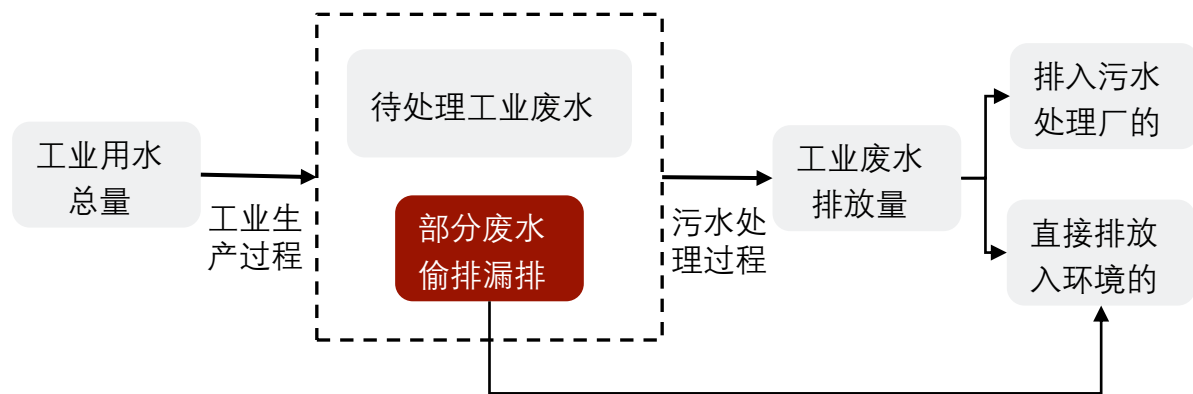 工业用水
总量
工业生
产过程
待处理工业废水
部分废水
偷排漏排
污水处
理过程
工业废水
排放量
排入污水
处理厂的
直接排放
入环境的